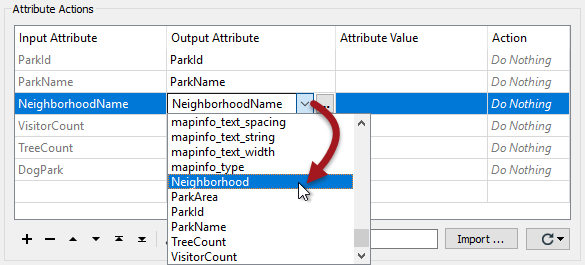 Attribute Actions
Input Attribute Output Attribute Attribute Value Action
ParkId ParkId Do Nothing
ParkName ParkName Do Nothing
NeighborhoodName NeighborhoodName ... Do Nothing
VisitorCount mapinfo_text_spacing Do Nothing
mapinfo_text_string
TreeCount mapinfo_text_width Do Nothing
DogPark mapinfo_type Do Nothing
Neighborhood
ParkArea
ParkId
ParkName
TreeCount Import ...
VisitorCount